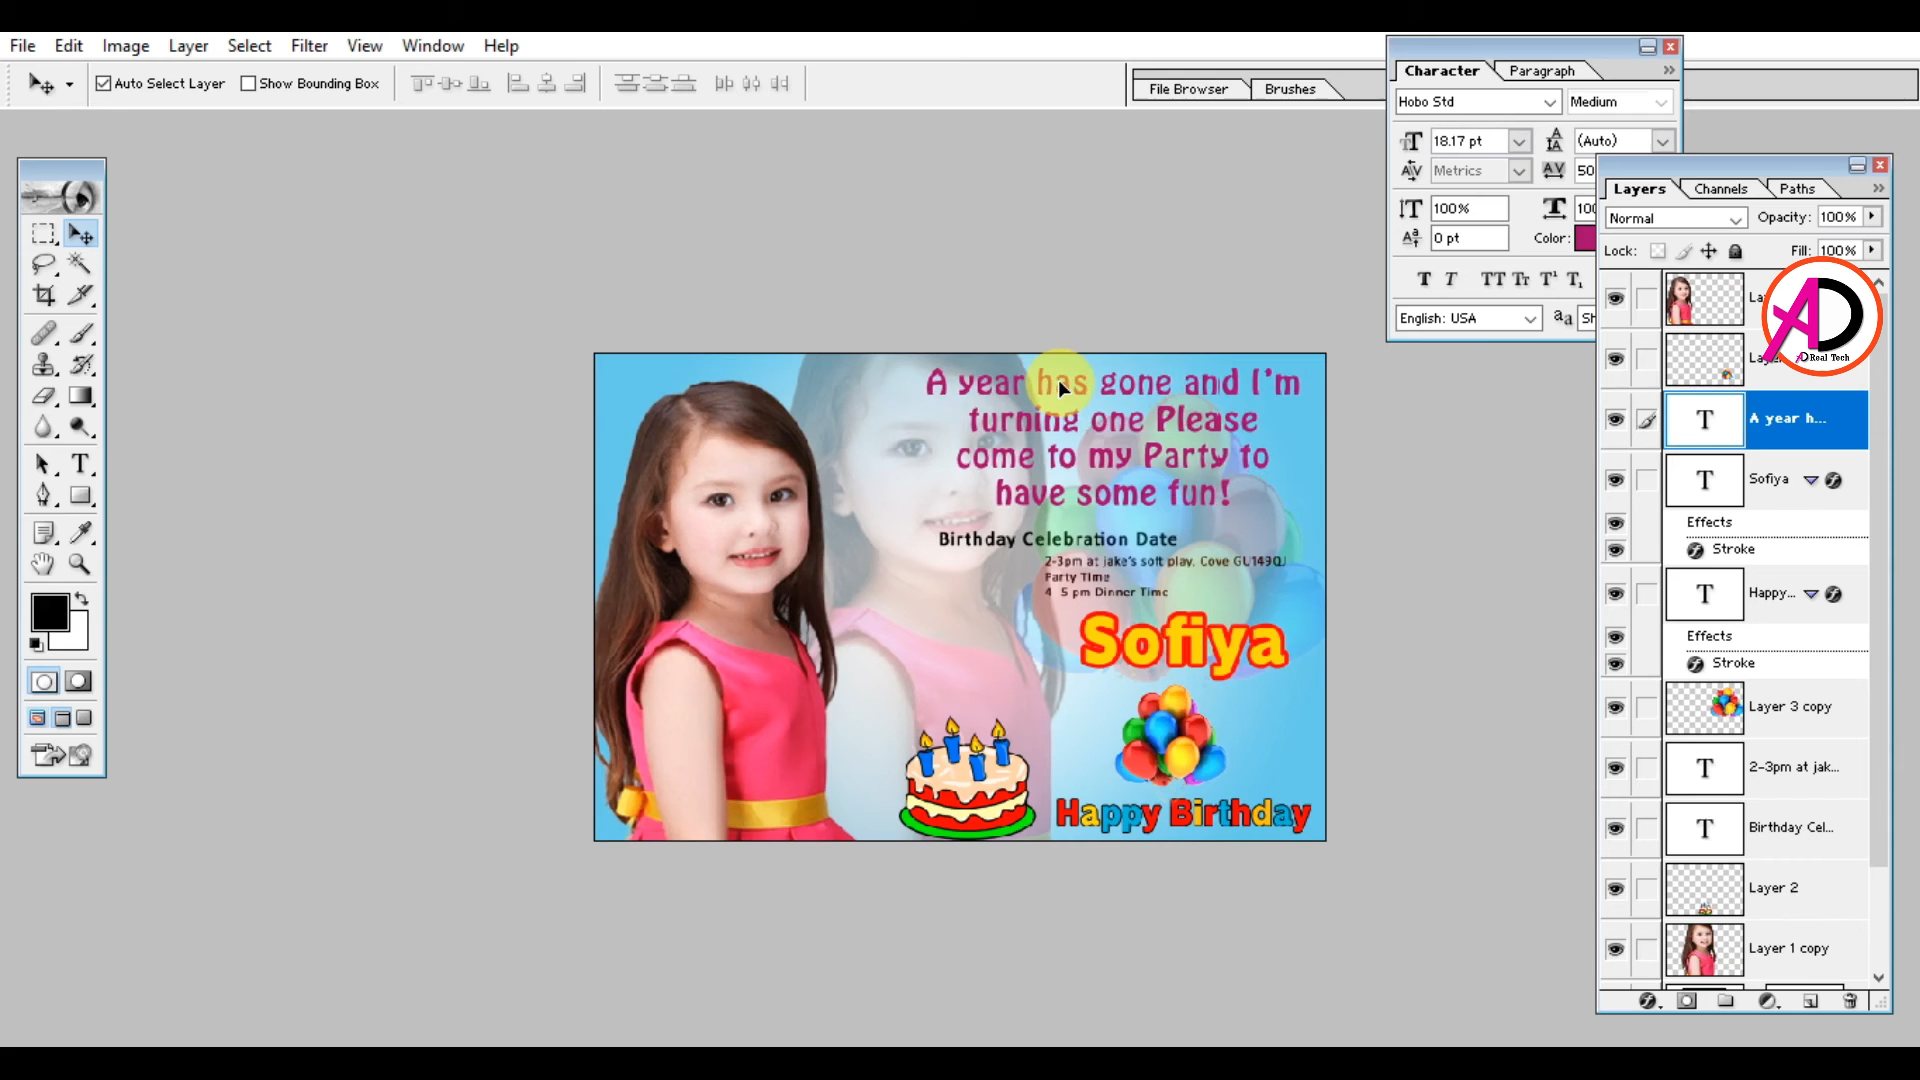 File Edit Image Layer Select Filter View Window Help
Auto Select Layer Show Bounding Box
File Browser Brushes
Character Paragraph
Hobo Std Medium
18.17 pt (Auto)
Metrics 50
100% 100
0 pt Color:
English: USA
Layers Channels Paths
Normal Opacity: 100%
Lock: Fill: 100%
AD
AD Real Tech
A year h...
Sofiya
Effects
Stroke
Happy...
Effects
Stroke
Layer 3 copy
2-3pm at jak...
Birthday Cel...
Layer 2
Layer 1 copy
A year has gone and I'm
turning one Please
come to my Party to
have some fun!
Birthday Celebration Date
2-3pm at jake's soft play, Cove GU149QJ
Party Time
4 5 pm Dinner Time
Sofiya
Happy Birthday